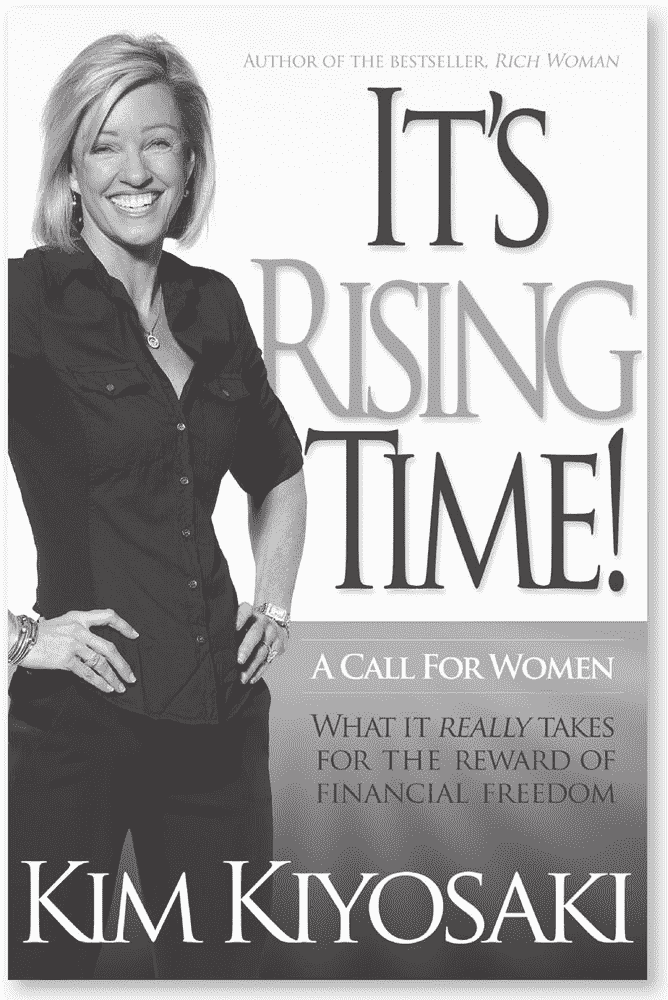 AUTHOR OF THE BESTSELLER, RICH WOMAN
IT'S
RISING
TIME!
A CALL FOR WOMEN
WHAT IT REALLY TAKES
FOR THE REWARD OF
FINANCIAL FREEDOM
KIM KIYOSAKI